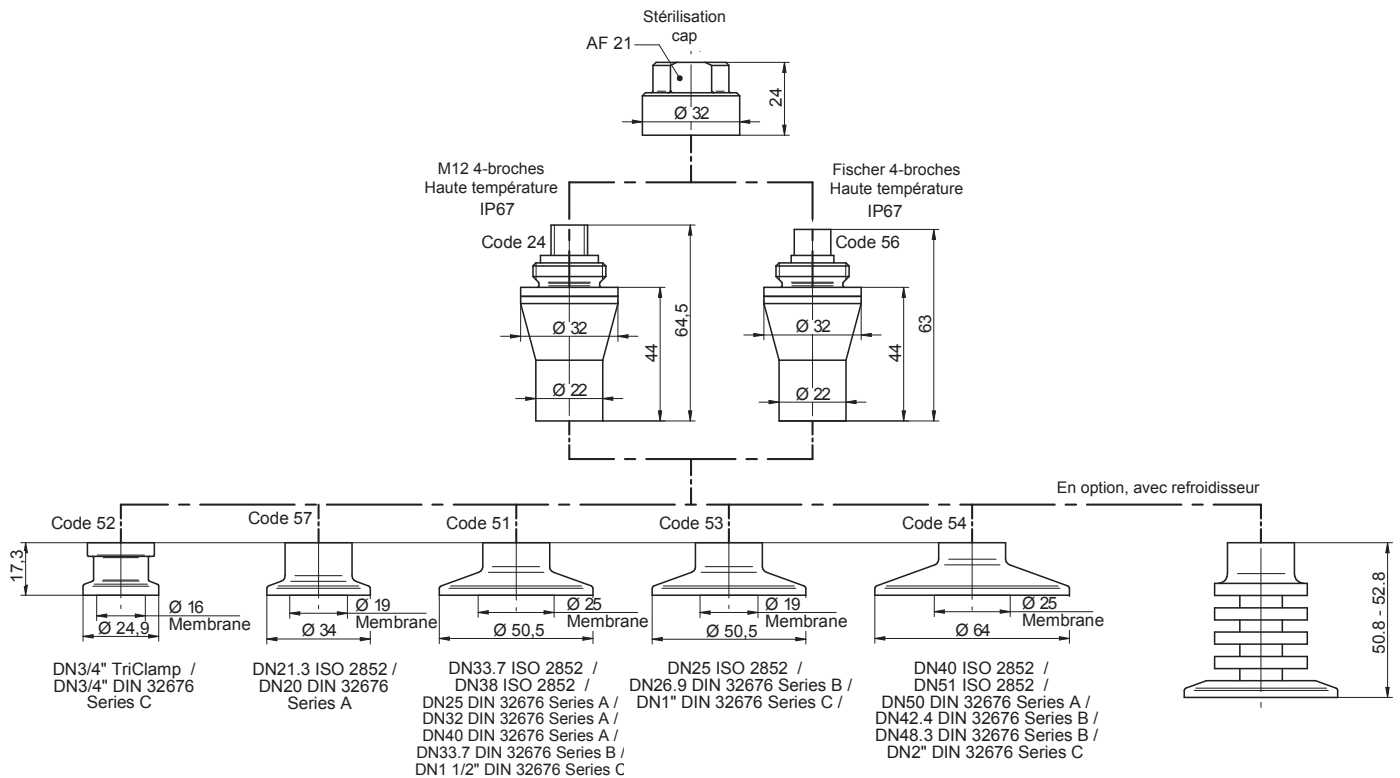 Stérilisation
cap
AF 21
24
Ø 32
M12 4-broches
Haute température
IP67
Fischer 4-broches
Haute température
IP67
Code 24
Code 56
Ø 32
44
64,5
Ø 22
Ø 32
44
63
Ø 22
En option, avec refroidisseur
Code 52
Code 57
Code 51
Code 53
Code 54
17,3
Ø 16
Membrane
Ø 24,9
Ø 19
Membrane
Ø 34
Ø 25
Membrane
Ø 50,5
Ø 19
Membrane
Ø 50,5
Ø 25
Membrane
Ø 64
50.8 - 52.8
DN3/4" TriClamp /
DN3/4" DIN 32676
Series C
DN21.3 ISO 2852 /
DN20 DIN 32676
Series A
DN33.7 ISO 2852 /
DN38 ISO 2852 /
DN25 DIN 32676 Series A /
DN32 DIN 32676 Series A /
DN40 DIN 32676 Series A /
DN33.7 DIN 32676 Series B /
DN1 1/2" DIN 32676 Series C
DN25 ISO 2852 /
DN26.9 DIN 32676 Series B /
DN1" DIN 32676 Series C /
DN40 ISO 2852 /
DN51 ISO 2852 /
DN50 DIN 32676 Series A /
DN42.4 DIN 32676 Series B /
DN48.3 DIN 32676 Series B /
DN2" DIN 32676 Series C